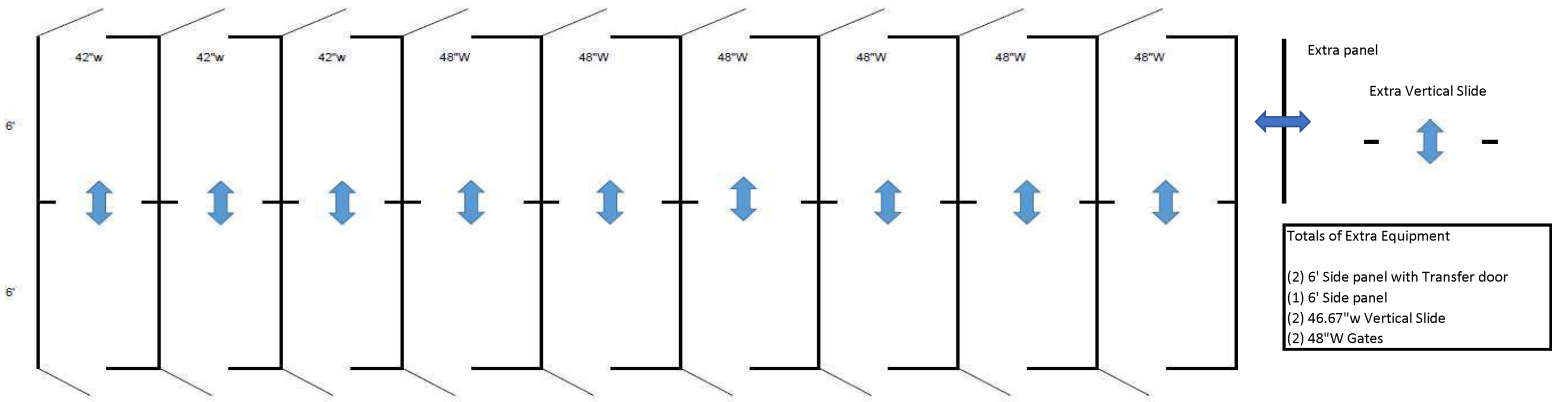 42"w 42"w 42"w 48"W 48"W 48"W 48"W 48"W 48"W
Extra panel
Extra Vertical Slide
6'
6'
Totals of Extra Equipment
(2) 6' Side panel with Transfer door
(1) 6' Side panel
(2) 46.67"w Vertical Slide
(2) 48"W Gates